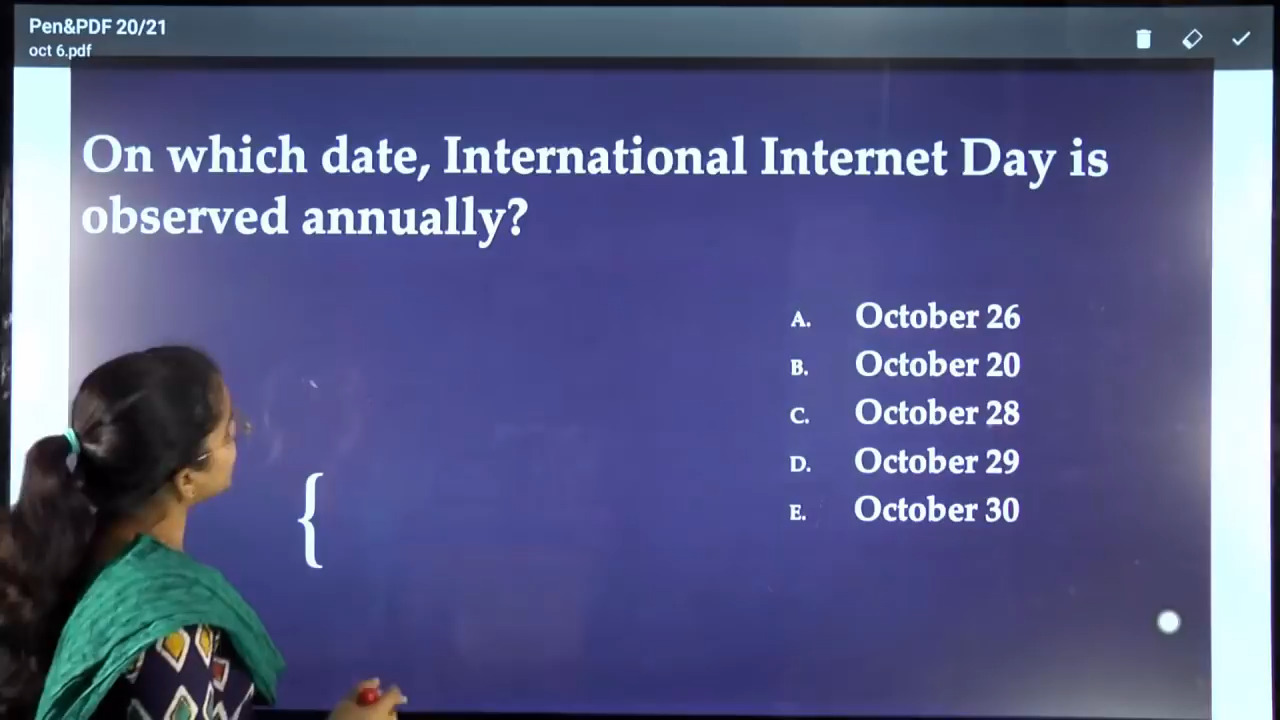 Pen&PDF 20/21
oct 6.pdf
On which date, International Internet Day is
observed annually?
A. October 26
B. October 20
C. October 28
D. October 29
E. October 30
{